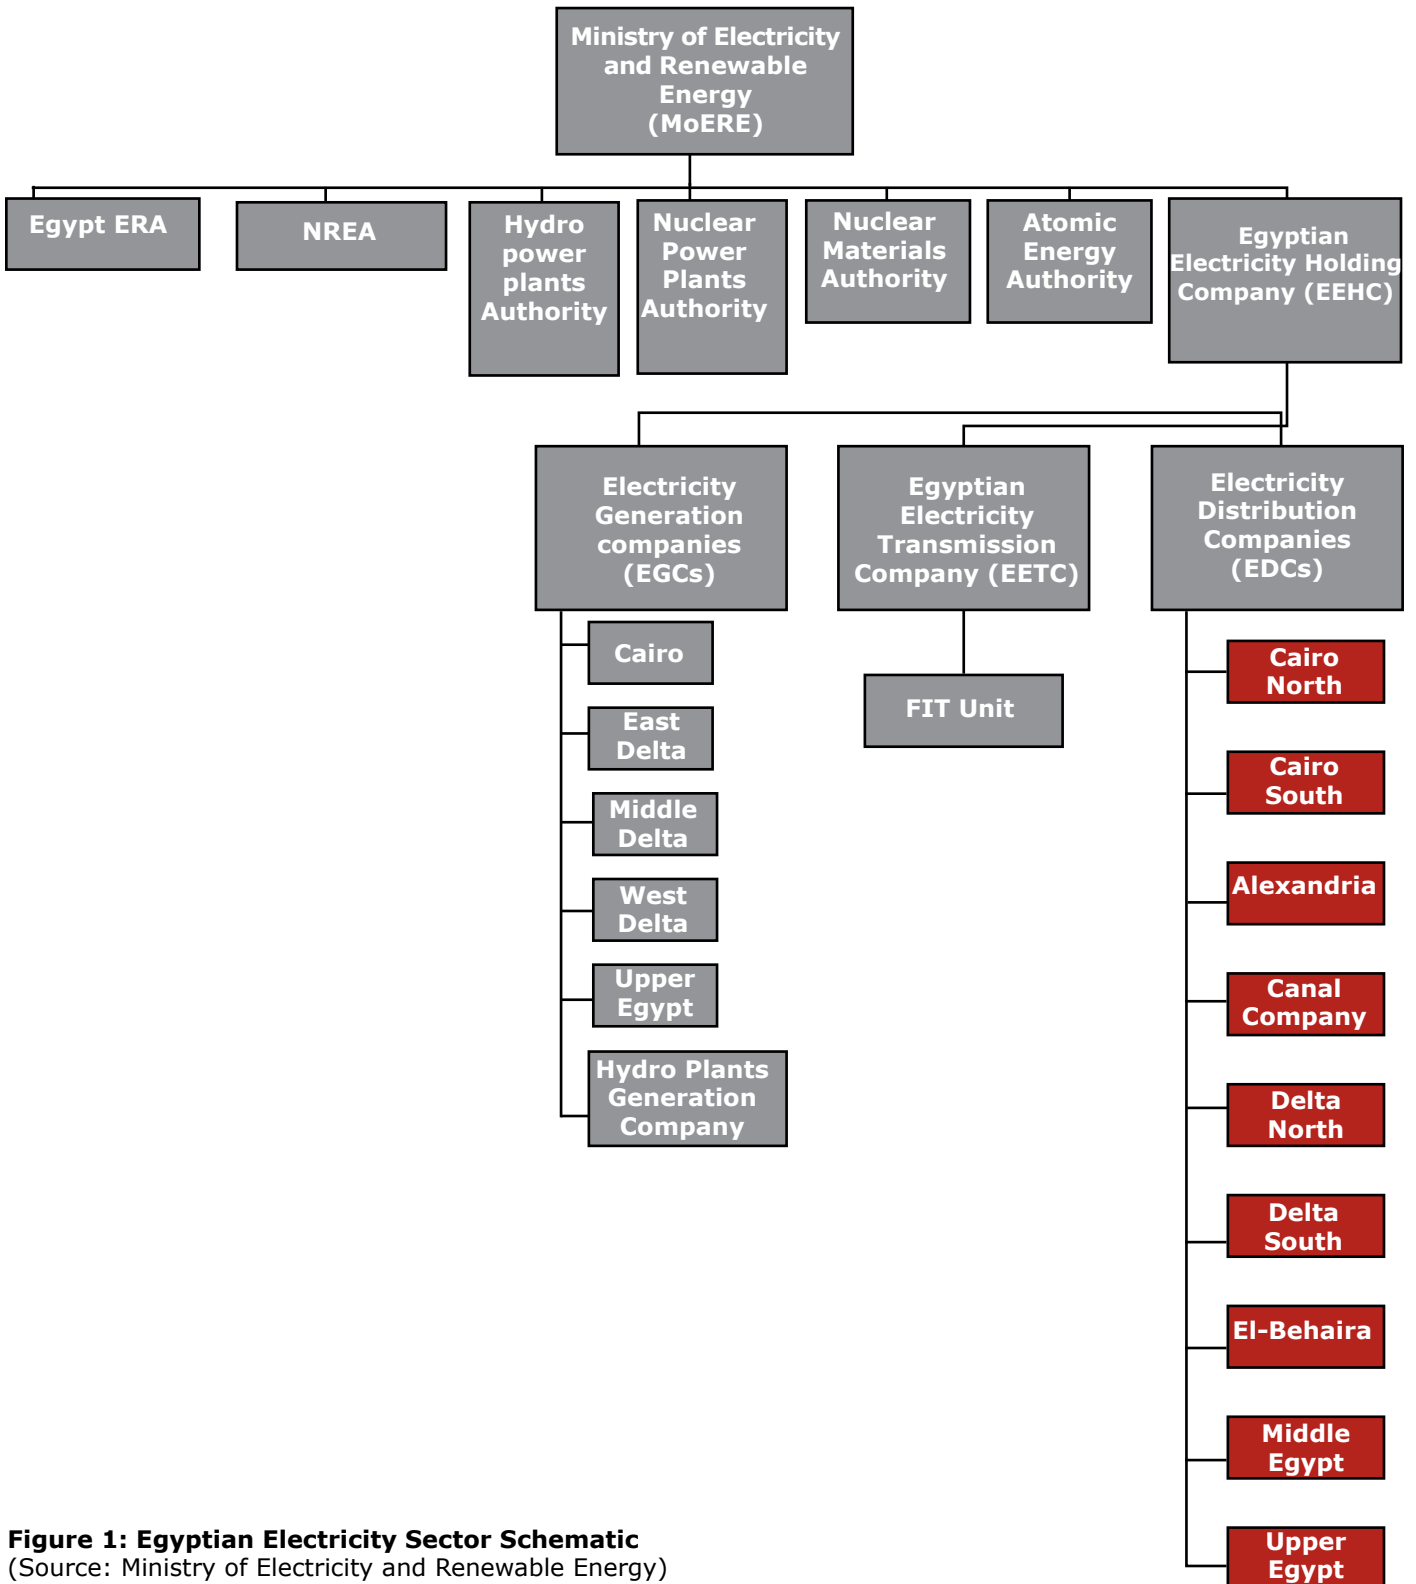 Ministry of Electricity
and Renewable
Energy
(MoERE)
Egypt ERA
NREA
Hydro
power
plants
Authority
Nuclear
Power
Plants
Authority
Nuclear
Materials
Authority
Atomic
Energy
Authority
Egyptian
Electricity Holding
Company (EEHC)
Electricity
Generation
companies
(EGCs)
Egyptian
Electricity
Transmission
Company (EETC)
Electricity
Distribution
Companies
(EDCs)
Cairo
East
Delta
Middle
Delta
West
Delta
Upper
Egypt
Hydro Plants
Generation
Company
FIT Unit
Cairo
North
Cairo
South
Alexandria
Canal
Company
Delta
North
Delta
South
El-Behaira
Middle
Egypt
Upper
Egypt
Figure 1: Egyptian Electricity Sector Schematic
(Source: Ministry of Electricity and Renewable Energy)